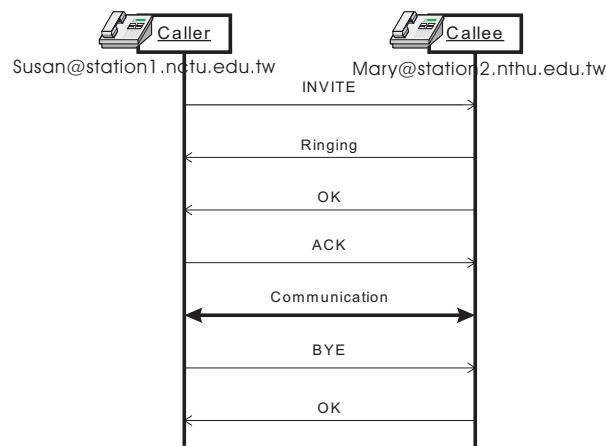 Caller
Callee
Susan@station1.nctu.edu.tw
Mary@station2.nthu.edu.tw
INVITE
Ringing
OK
ACK
Communication
BYE
OK